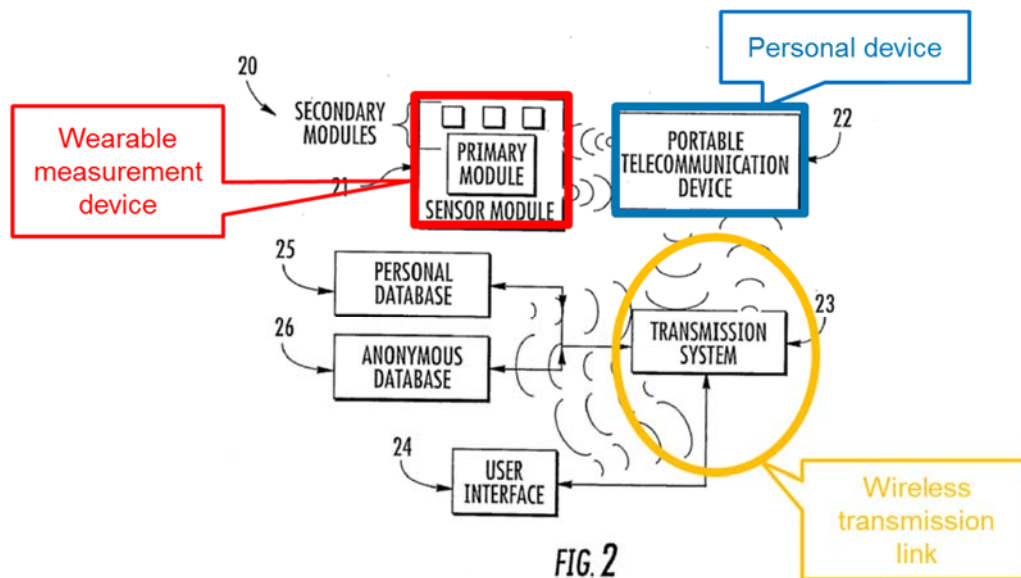 Personal device
20
SECONDARY
MODULES
Wearable
measurement
device
PRIMARY
MODULE
21
SENSOR MODULE
PORTABLE
TELECOMMUNICATION
DEVICE
22
25
PERSONAL
DATABASE
26
ANONYMOUS
DATABASE
TRANSMISSION
SYSTEM
23
24
USER
INTERFACE
Wireless
transmission
link
FIG. 2